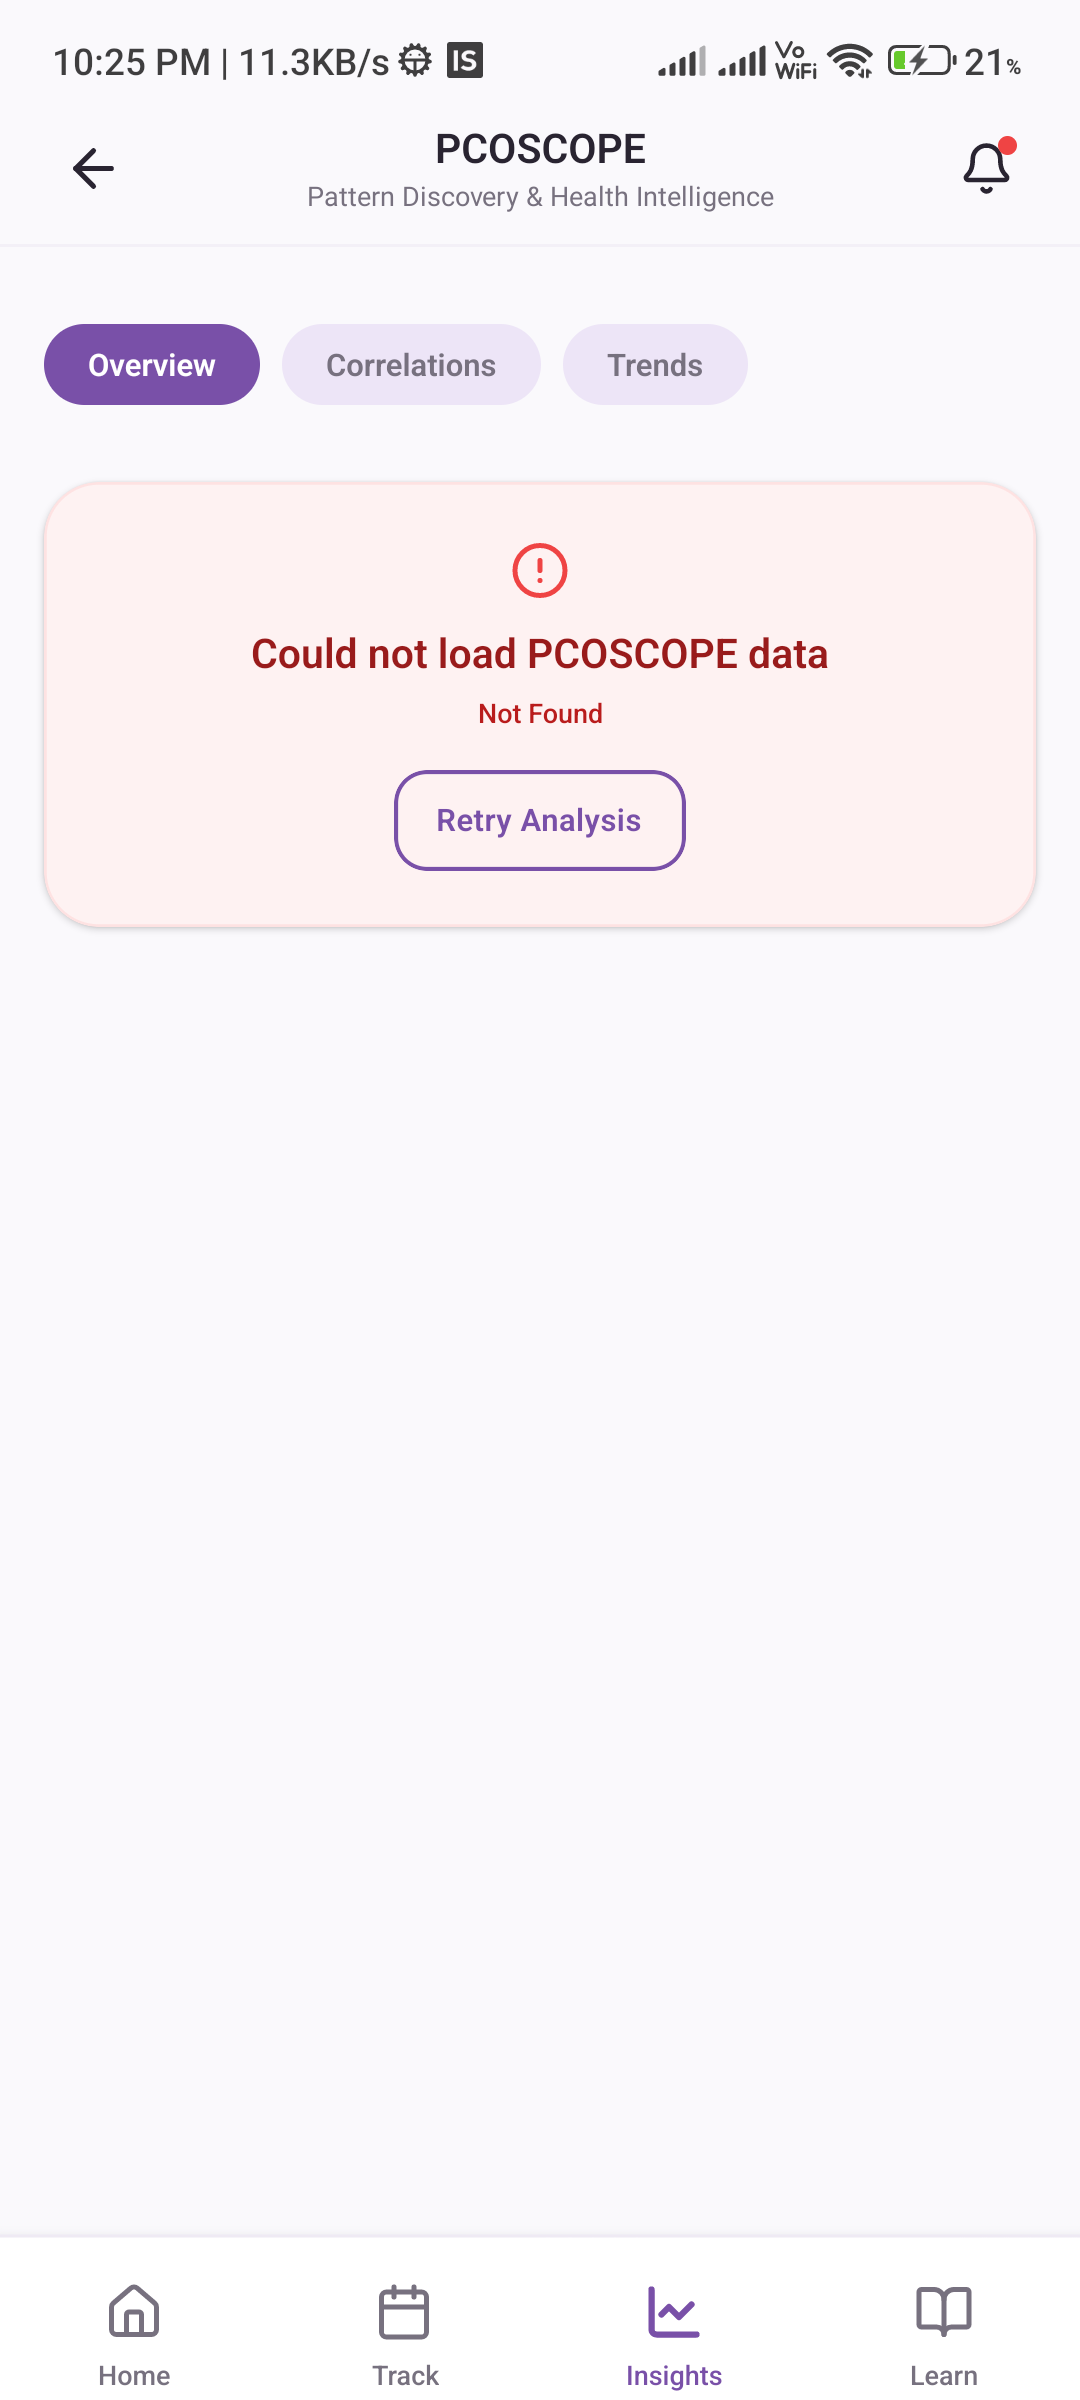 10:25 PM | 11.3KB/s IS Vo WiFi 21%
PCOSCOPE
Pattern Discovery & Health Intelligence
Overview Correlations Trends
Could not load PCOSCOPE data
Not Found
Retry Analysis
Home Track Insights Learn